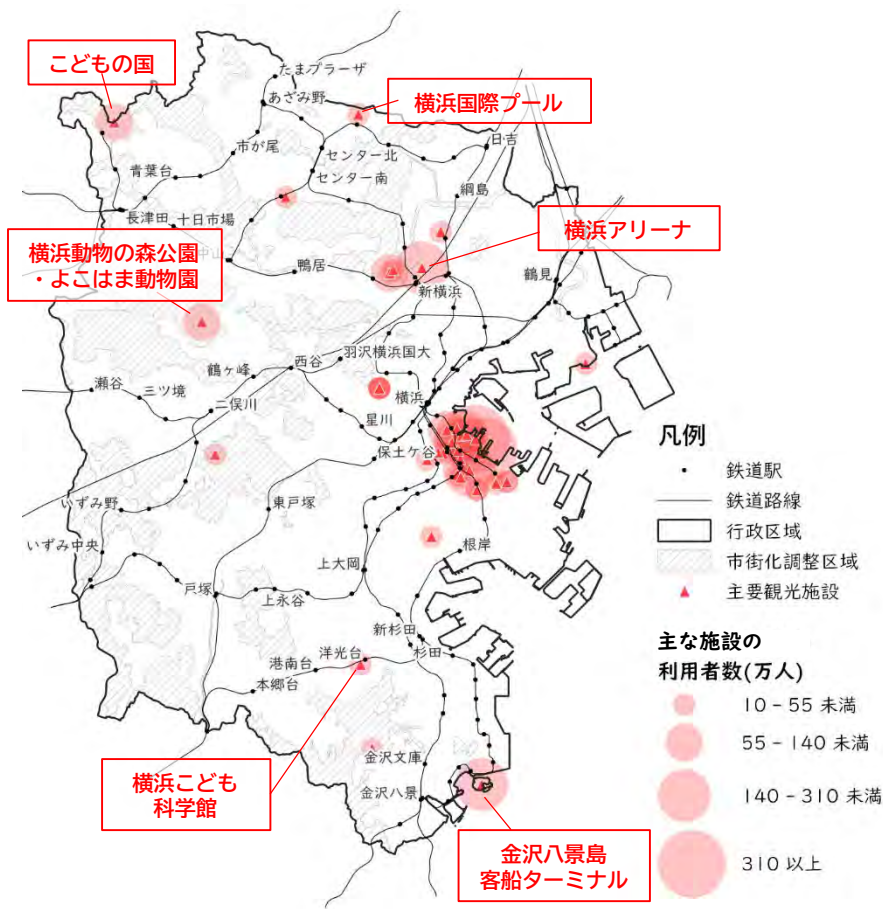 こどもの国
たまプラーザ
あざみ野
横浜国際プール
日吉
市が尾
センター北
青葉台
センター南
綱島
長津田
十日市場
横浜アリーナ
横浜動物の森公園
・よこはま動物園
中山
鴨居
新横浜
鶴見
羽沢横浜国大
西谷
鶴ヶ峰
瀬谷
三ツ境
二俣川
横浜
星川
保土ケ谷
凡例
鉄道駅
鉄道路線
行政区域
市街化調整区域
主要観光施設
いずみ野
東戸塚
いずみ中央
上大岡
根岸
戸塚
上永谷
新杉田
杉田
洋光台
港南台
本郷台
主な施設の
利用者数(万人)
10-55 未満
55-140 未満
140-310 未満
310 以上
金沢文庫
金沢八景
横浜こども
科学館
金沢八景島
客船ターミナル